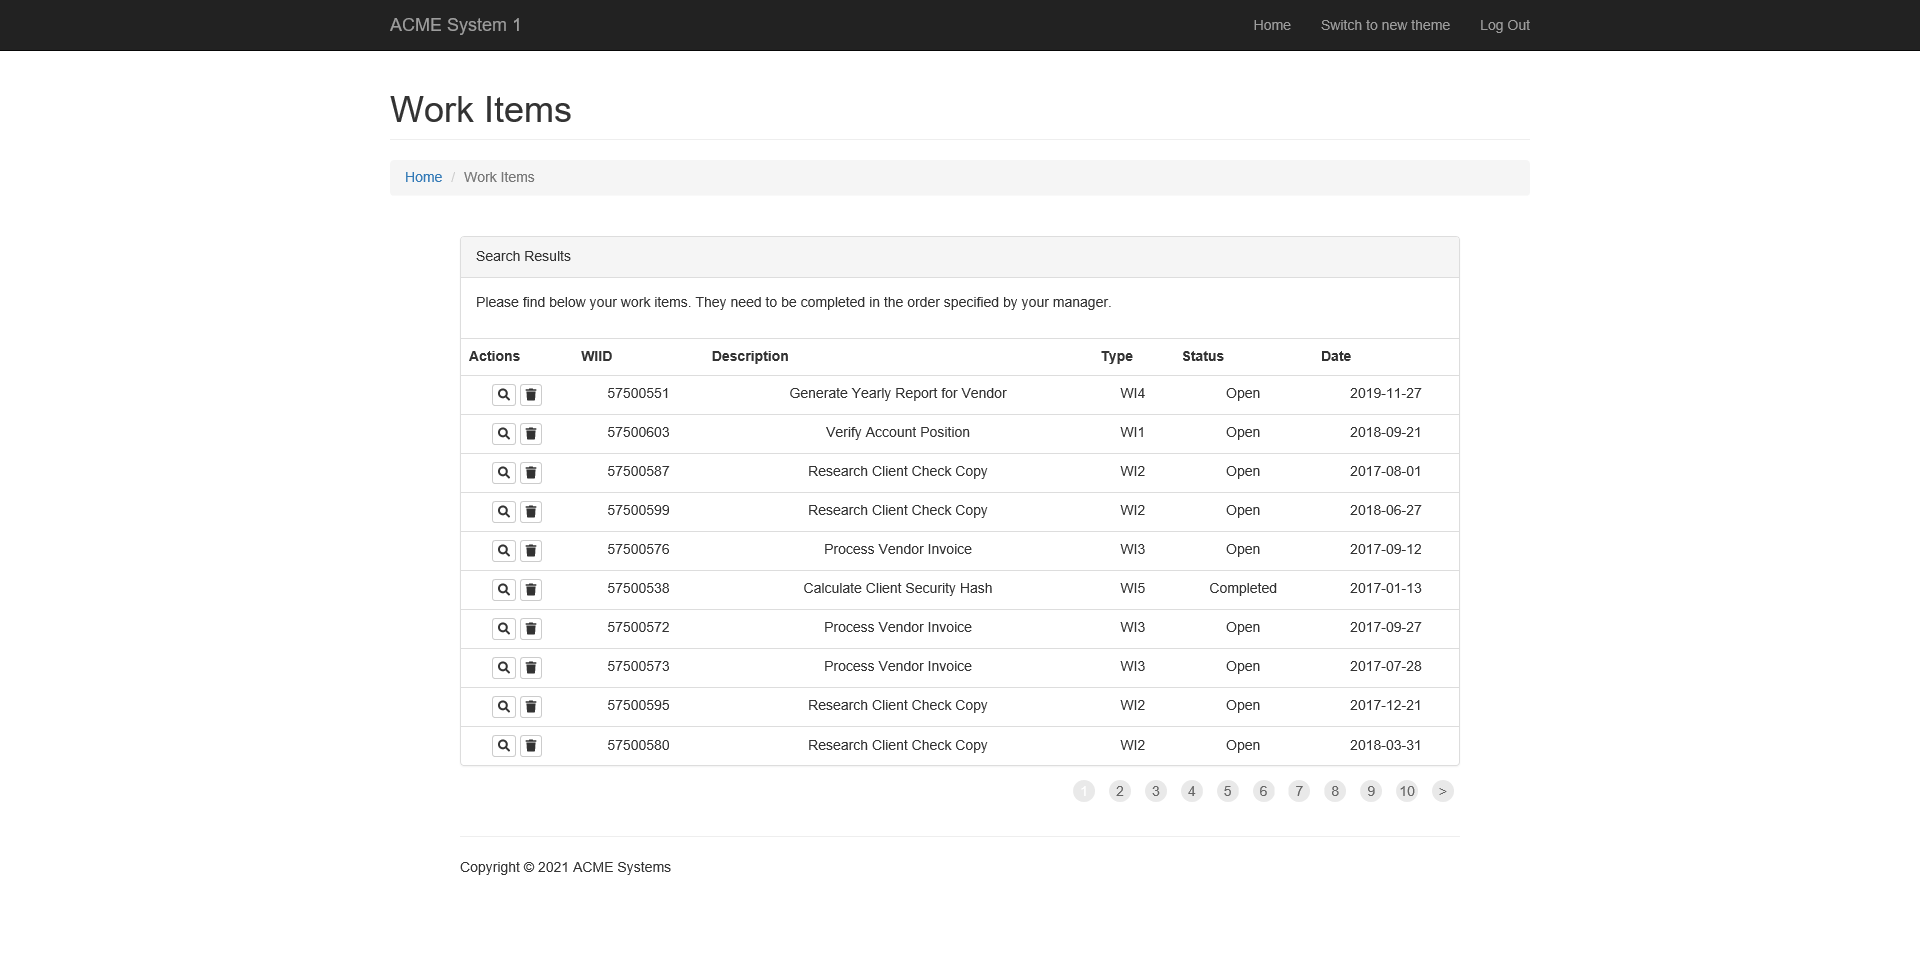 ACME System 1 Home Switch to new theme Log Out
Work Items
Home / Work Items
Search Results
Please find below your work items. They need to be completed in the order specified by your manager.
Actions WIID Description Type Status Date
57500551 Generate Yearly Report for Vendor WI4 Open 2019-11-27
57500603 Verify Account Position WI1 Open 2018-09-21
57500587 Research Client Check Copy WI2 Open 2017-08-01
57500599 Research Client Check Copy WI2 Open 2018-06-27
57500576 Process Vendor Invoice WI3 Open 2017-09-12
57500538 Calculate Client Security Hash WI5 Completed 2017-01-13
57500572 Process Vendor Invoice WI3 Open 2017-09-27
57500573 Process Vendor Invoice WI3 Open 2017-07-28
57500595 Research Client Check Copy WI2 Open 2017-12-21
57500580 Research Client Check Copy WI2 Open 2018-03-31
1 2 3 4 5 6 7 8 9 10 >
Copyright © 2021 ACME Systems